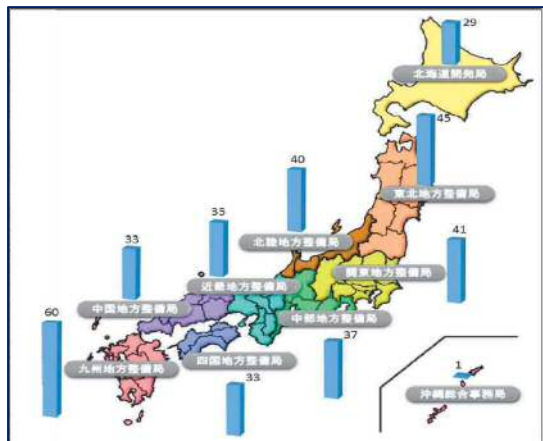 29
北海道開発局
45
東北地方整備局
40
北陸地方整備局
41
関東地方整備局
35
近畿地方整備局
33
中国地方整備局
中部地方整備局
37
60
九州地方整備局
四国地方整備局
33
1
沖縄総合事務局